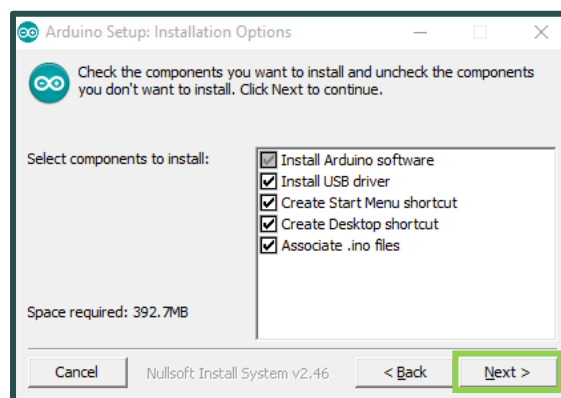 Arduino Setup: Installation Options
Check the components you want to install and uncheck the components
you don't want to install. Click Next to continue.
Select components to install:
Install Arduino software
Install USB driver
Create Start Menu shortcut
Create Desktop shortcut
Associate .ino files
Space required: 392.7MB
Cancel
Nullsoft Install System v2.46
< Back
Next >